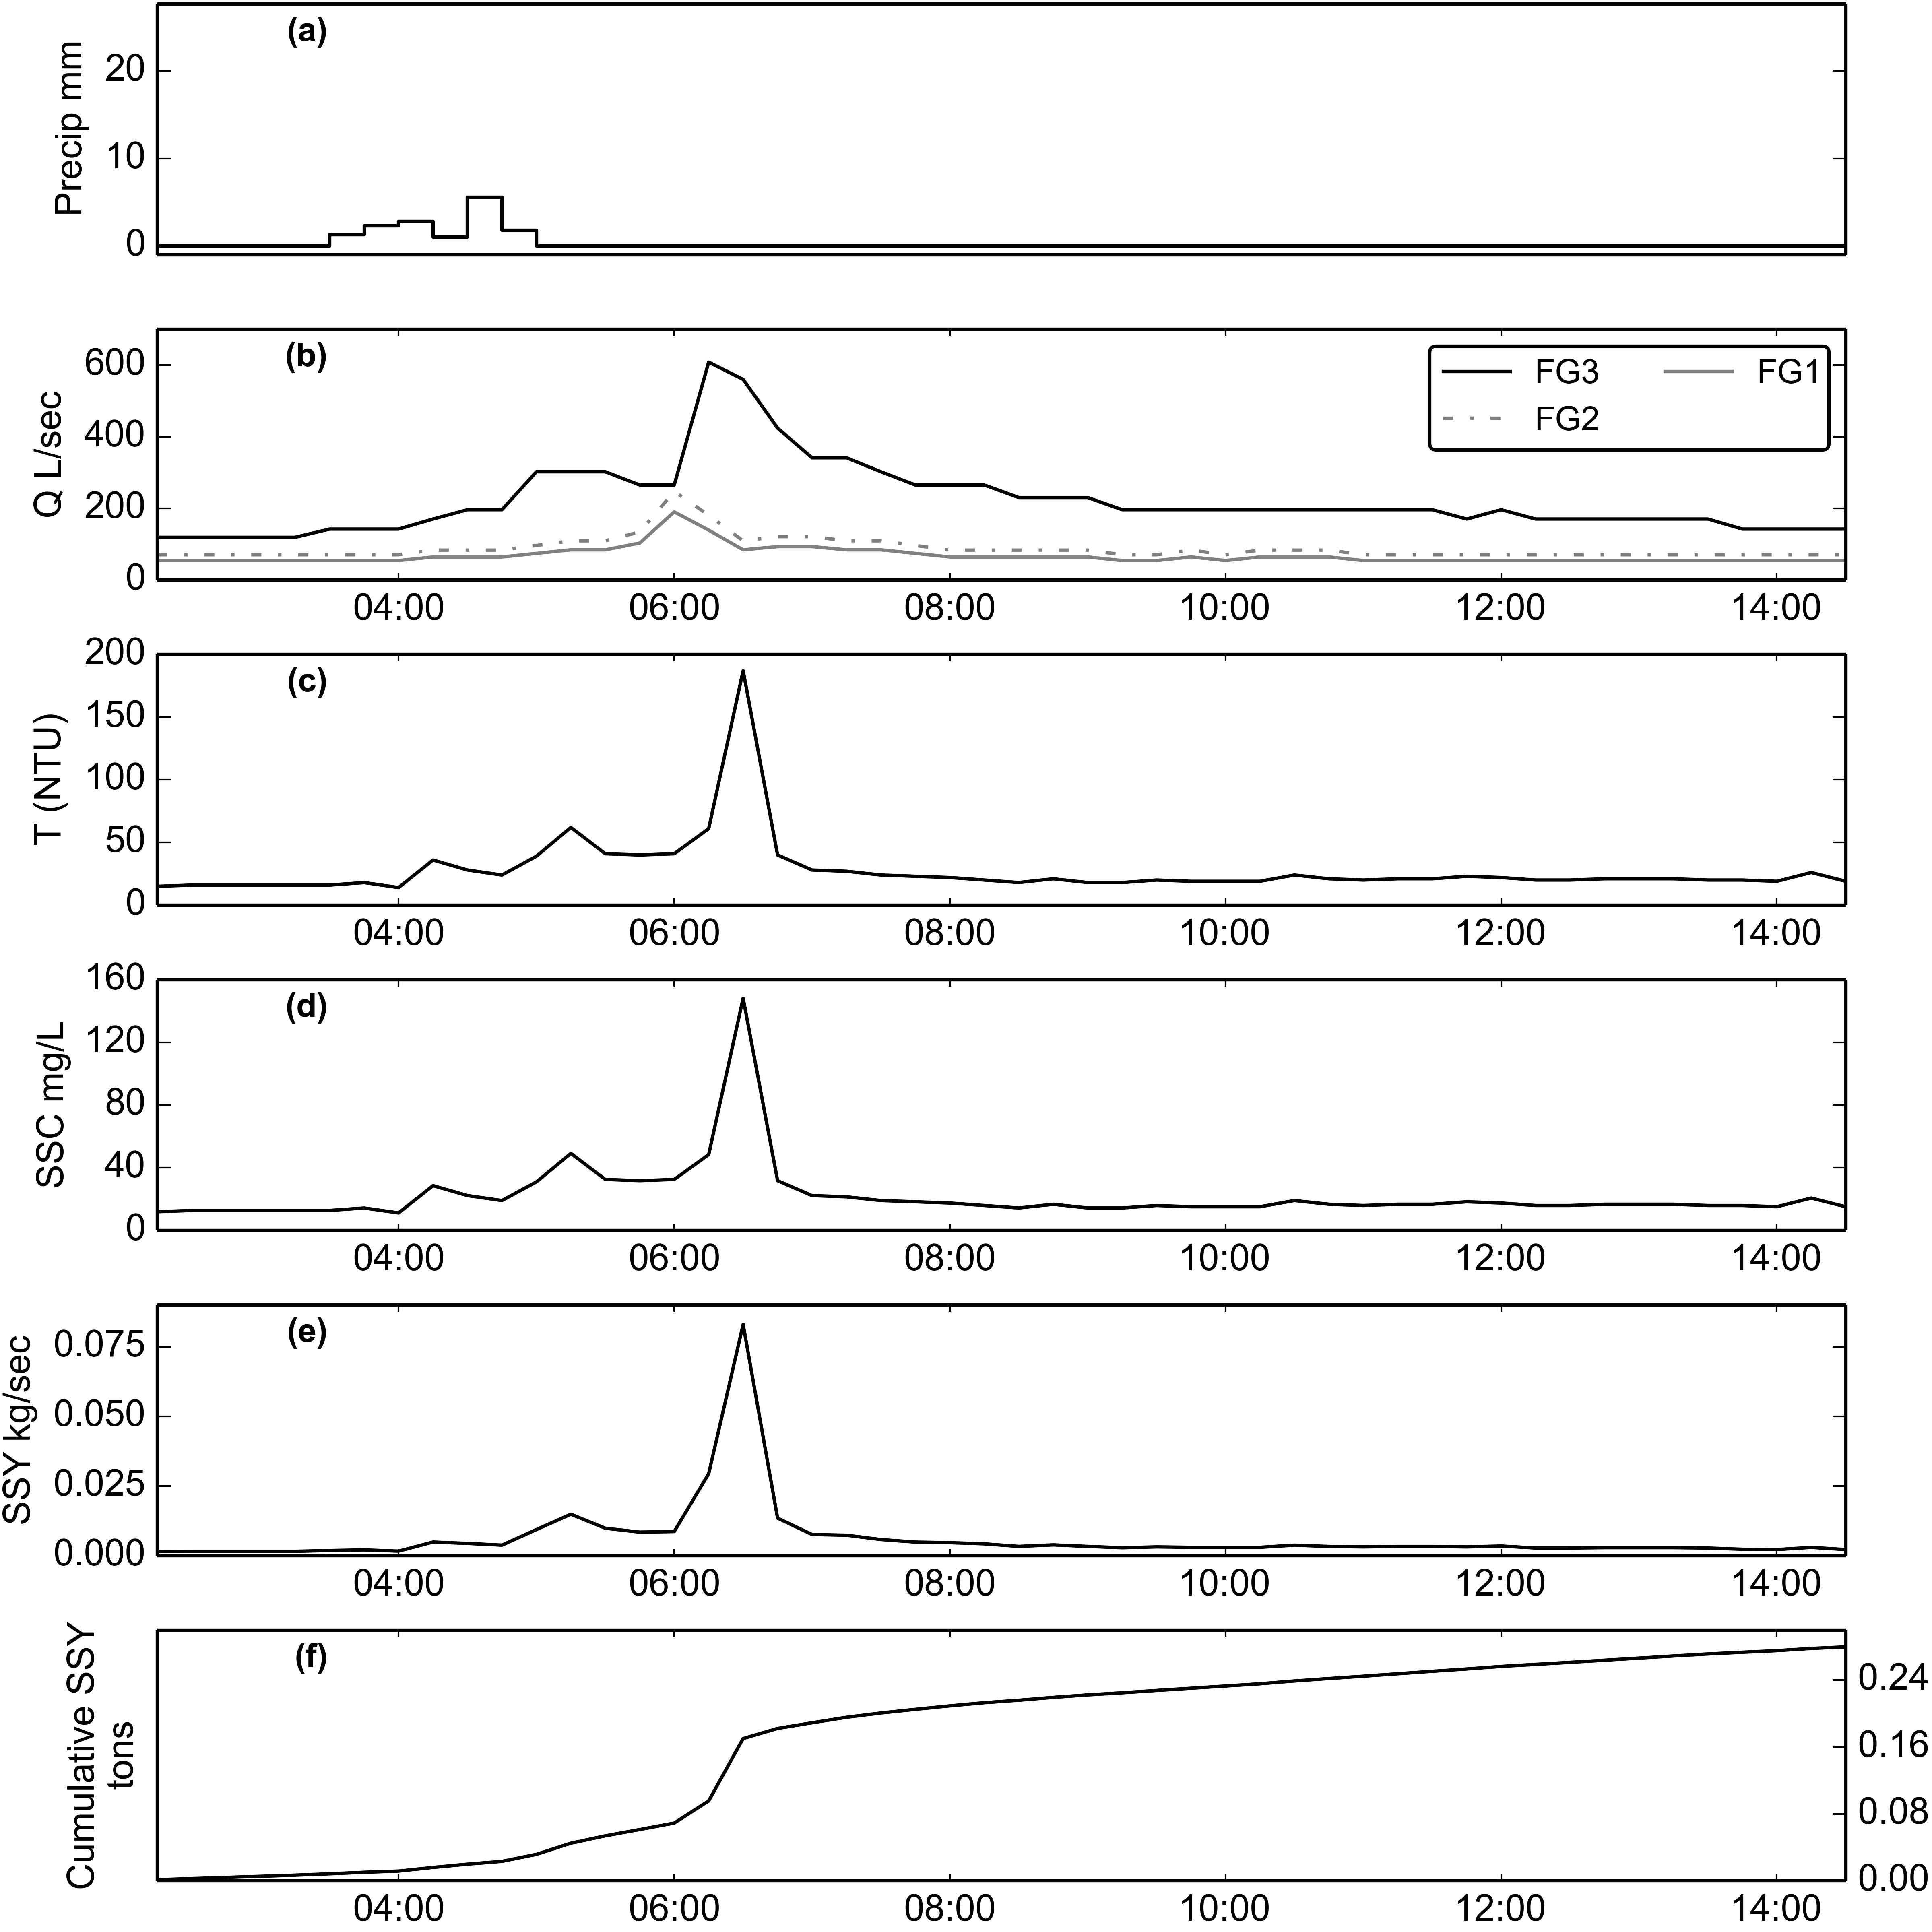 (a)
Precip mm
20
10
0
(b)
Q L/sec
600
400
200
0
FG3 FG1
FG2
04:00 06:00 08:00 10:00 12:00 14:00
(c)
T (NTU)
200
150
100
50
0
04:00 06:00 08:00 10:00 12:00 14:00
(d)
SSC mg/L
160
120
80
40
0
04:00 06:00 08:00 10:00 12:00 14:00
(e)
SSY kg/sec
0.075
0.050
0.025
0.000
04:00 06:00 08:00 10:00 12:00 14:00
(f)
Cumulative SSY
tons
0.24
0.16
0.08
0.00
04:00 06:00 08:00 10:00 12:00 14:00